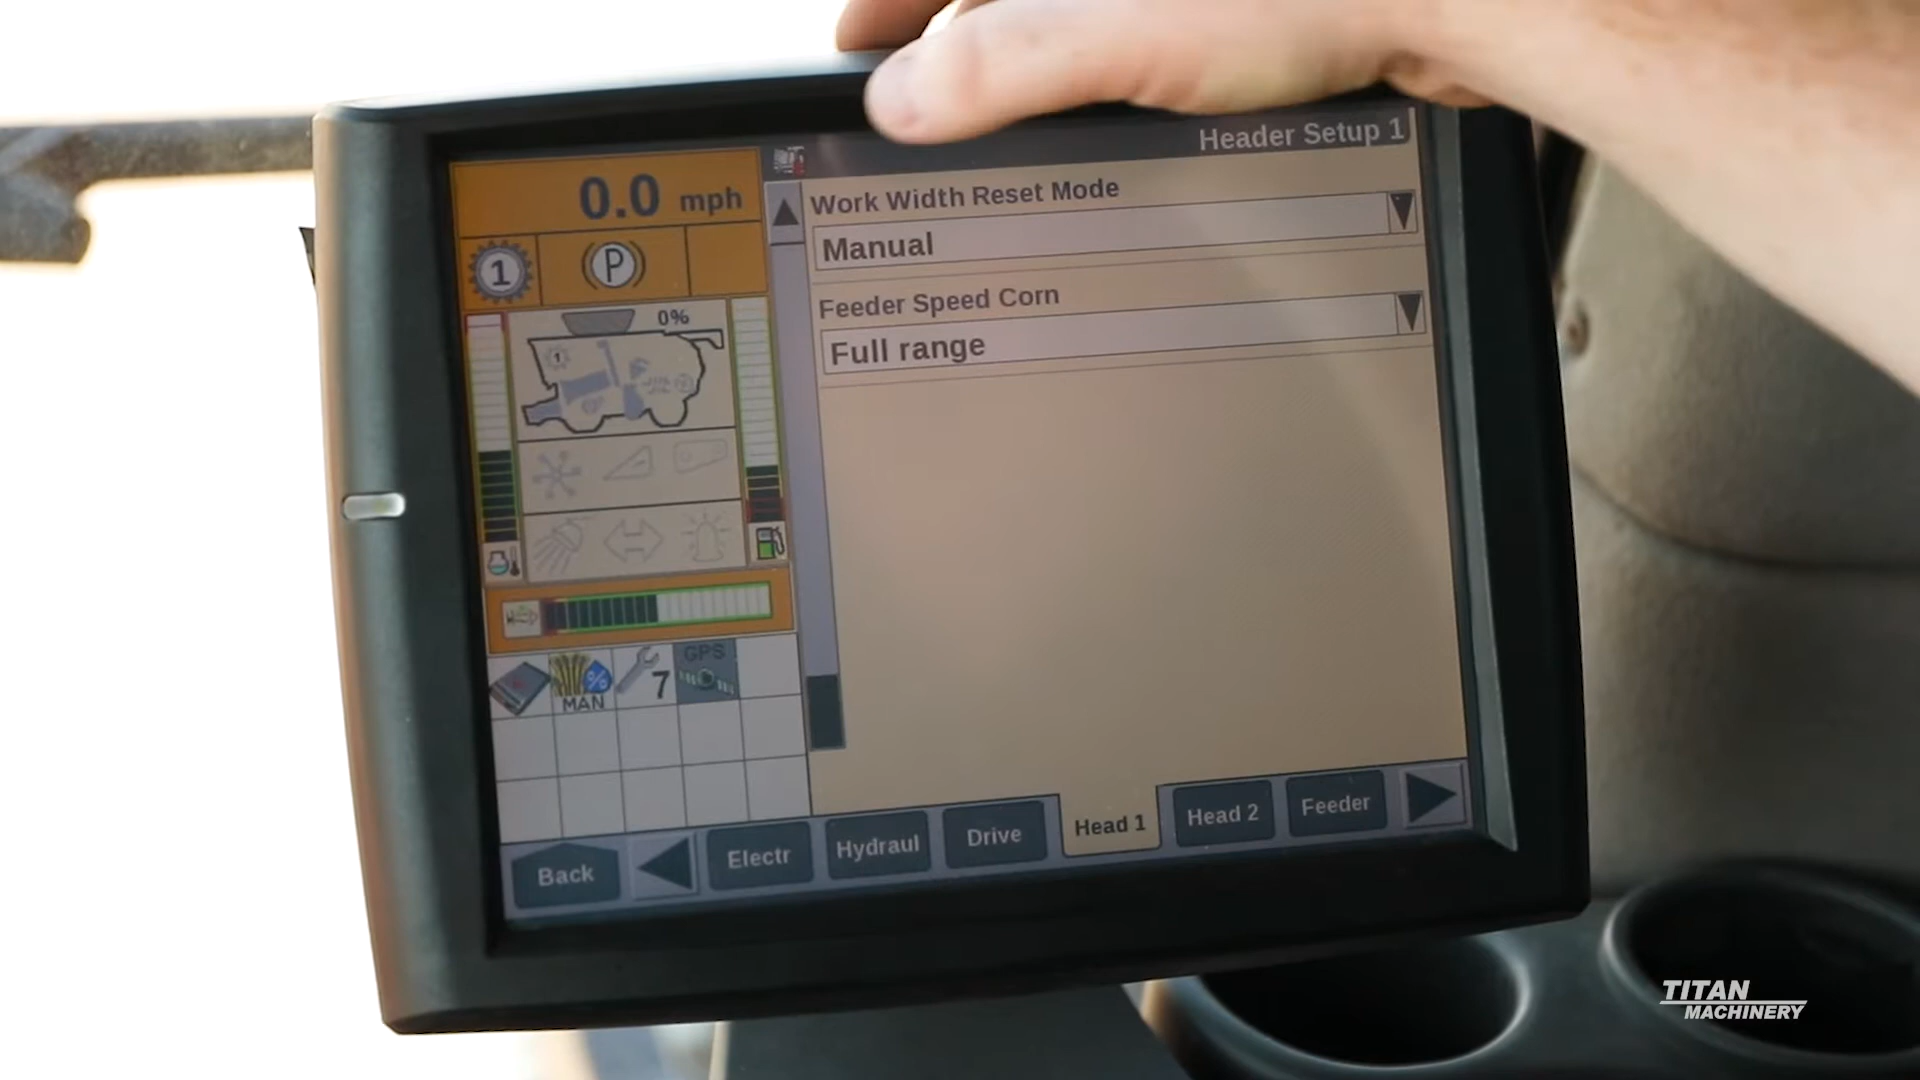 Header Setup 1
0.0 mph
1
P
0%
1
GPS
7
MAN
Work Width Reset Mode
Manual
Feeder Speed Corn
Full range
Back
Electr
Hydraul
Drive
Head 1
Head 2
Feeder
TITAN
MACHINERY